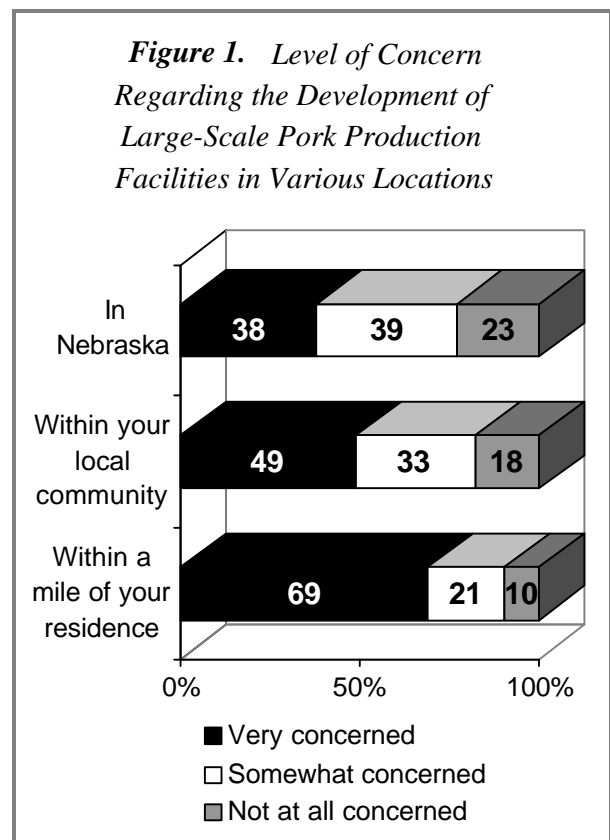 Figure 1. Level of Concern
Regarding the Development of
Large-Scale Pork Production
Facilities in Various Locations
In
Nebraska
38 39 23
Within your
local
community
49 33 18
Within a
mile of your
residence
69 21 10
0% 50% 100%
Very concerned
Somewhat concerned
Not at all concerned